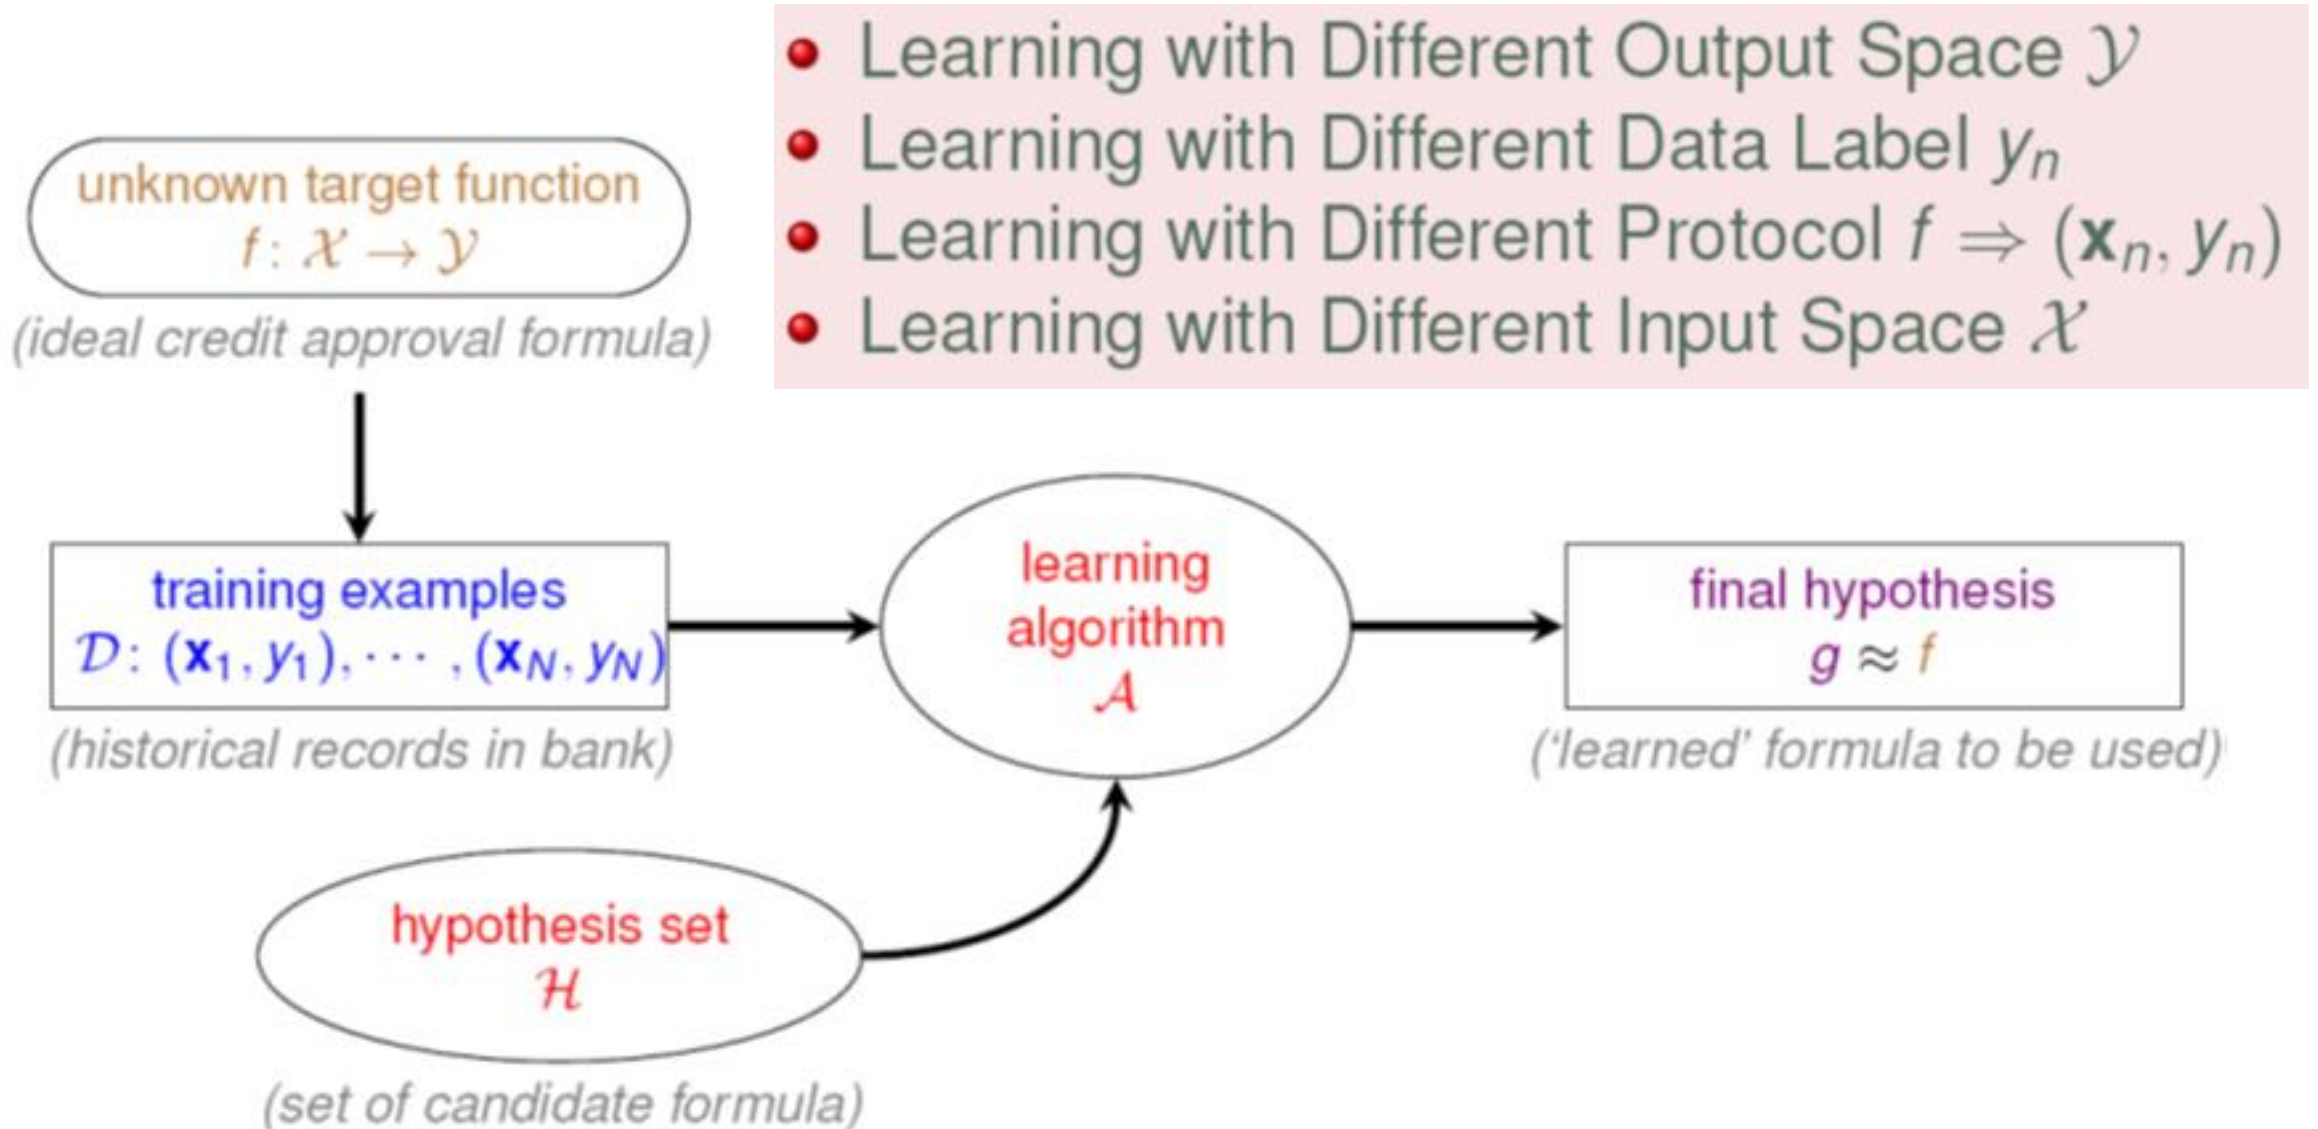 • Learning with Different Output Space 𝒴
• Learning with Different Data Label yₙ
• Learning with Different Protocol f ⇒ (𝐱ₙ, yₙ)
• Learning with Different Input Space 𝒳
unknown target function
f: 𝒳 → 𝒴
(ideal credit approval formula)
training examples
𝒟: (𝐱₁, y₁), ⋯ , (𝐱_N, y_N)
(historical records in bank)
learning
algorithm
𝒜
final hypothesis
g ≈ f
(‘learned’ formula to be used)
hypothesis set
ℋ
(set of candidate formula)